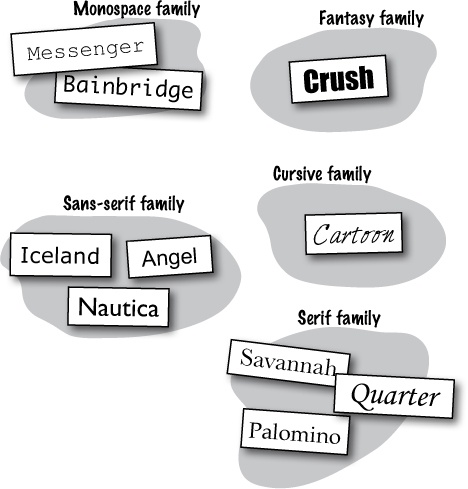 Monospace family
Messenger
Bainbridge
Fantasy family
Crush
Sans-serif family
Iceland
Angel
Nautica
Cursive family
Cartoon
Serif family
Savannah
Quarter
Palomino